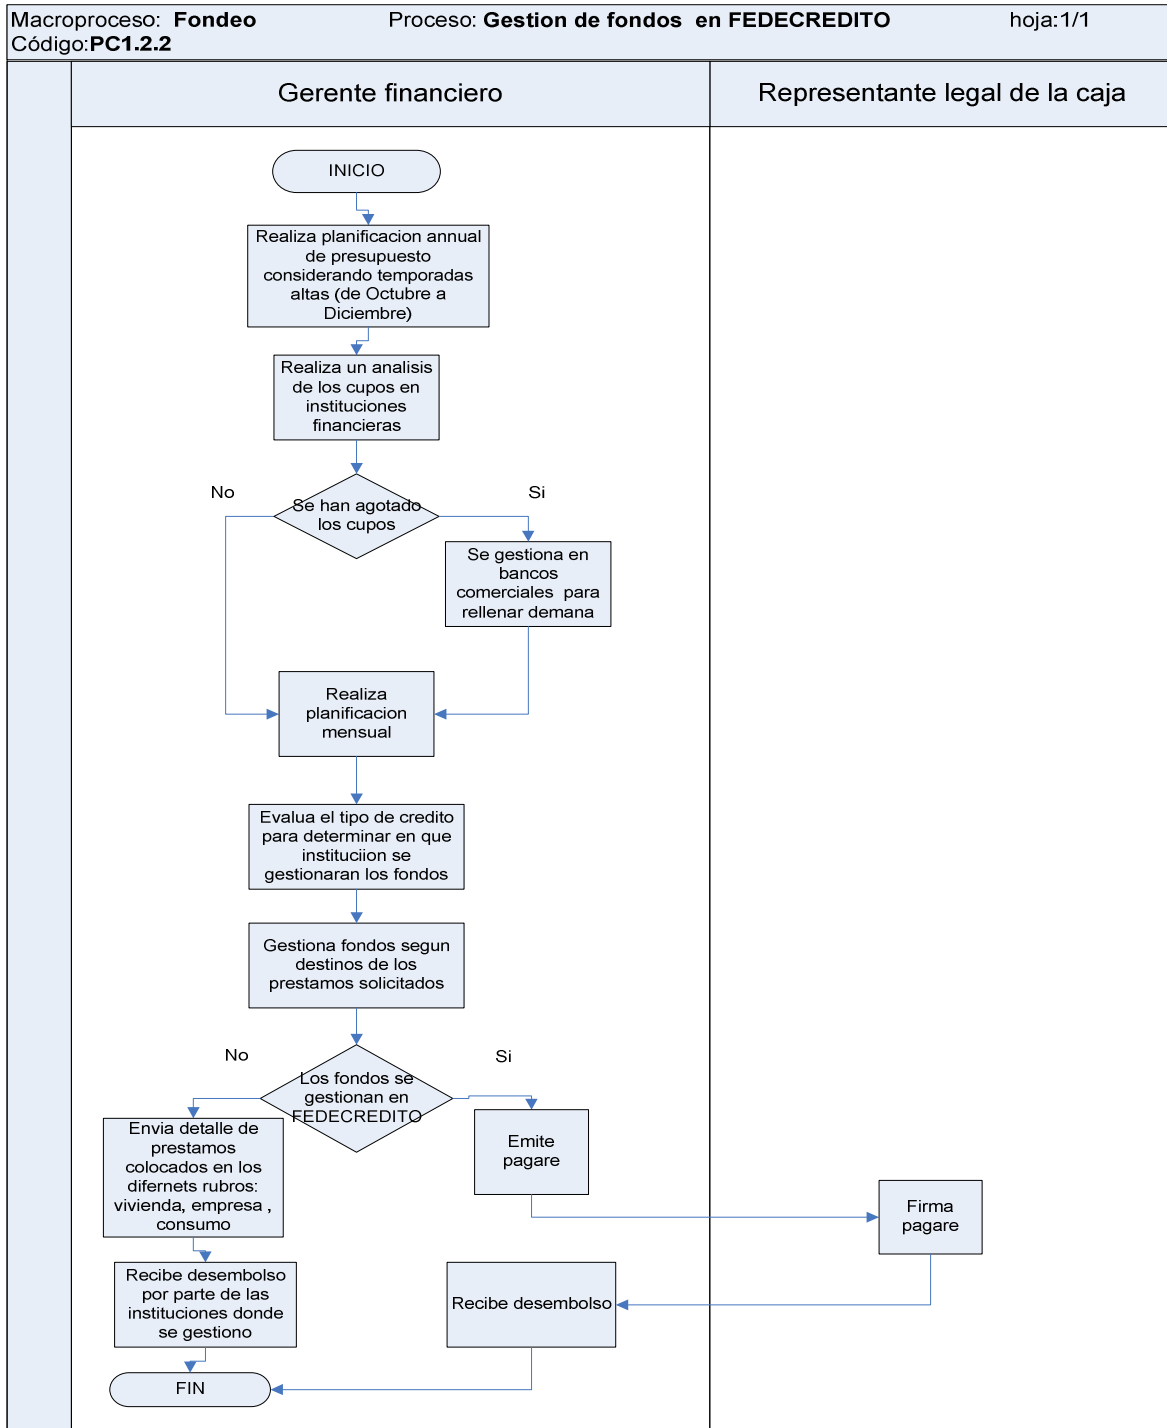 Macroproceso: Fondeo Proceso: Gestion de fondos en FEDECREDITO hoja:1/1
Código:PC1.2.2
Gerente financiero
Representante legal de la caja
INICIO
Realiza planificacion annual
de presupuesto
considerando temporadas
altas (de Octubre a
Diciembre)
Realiza un analisis
de los cupos en
instituciones
financieras
No
Si
Se han agotado
los cupos
Se gestiona en
bancos
comerciales para
rellenar demana
Realiza
planificacion
mensual
Evalua el tipo de credito
para determinar en que
instituciion se
gestionaran los fondos
Gestiona fondos segun
destinos de los
prestamos solicitados
No
Si
Los fondos se
gestionan en
FEDECREDITO
Envia detalle de
prestamos
colocados en los
difernets rubros:
vivienda, empresa ,
consumo
Emite
pagare
Firma
pagare
Recibe desembolso
por parte de las
instituciones donde
se gestiono
Recibe desembolso
FIN